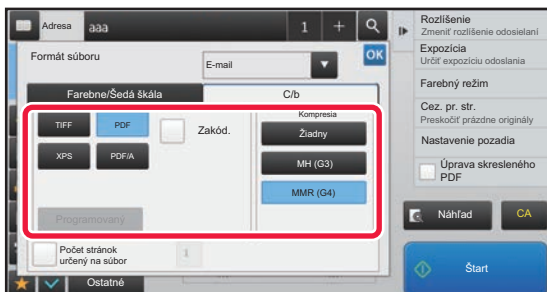 Adresa
aaa
1
+
Formát súboru
E-mail
OK
Farebne/Šedá škála
C/b
TIFF
PDF
Zakód.
XPS
PDF/A
Programovaný
Kompresia
Žiadny
MH (G3)
MMR (G4)
Počet stránok
určený na súbor
1
Ostatné
Rozlíšenie
Zmeniť rozlíšenie odosielani
Expozícia
Určiť expozíciu odoslania
Farebný režim
Cez. pr. str.
Preskočiť prázdne originály
Nastavenie pozadia
Úprava skresleného
PDF
Náhľad
CA
Štart